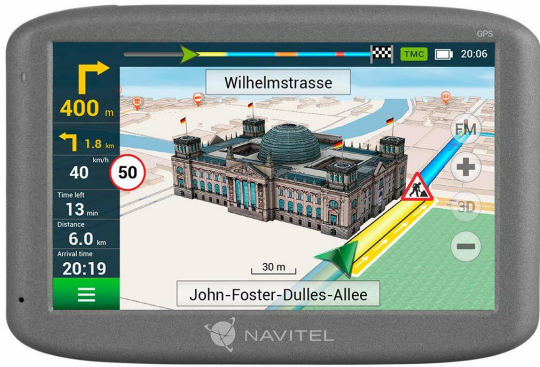 GPS
TMC 20:06
Wilhelmstrasse
400 m
1.8 km
km/h
40
50
Time left
13 min
Distance
6.0 km
Arrival time
20:19
FM
3D
30 m
John-Foster-Dulles-Allee
NAVITEL